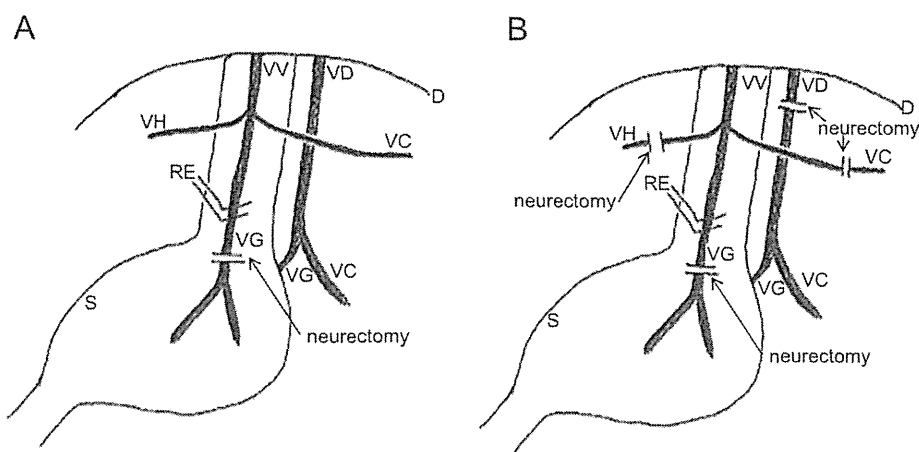 A
VV
VD
D
VH
VC
RE
VG
VG
VC
S
neurectomy
B
VV
VD
D
neurectomy
VH
VC
RE
neurectomy
VG
VG
VC
S
neurectomy